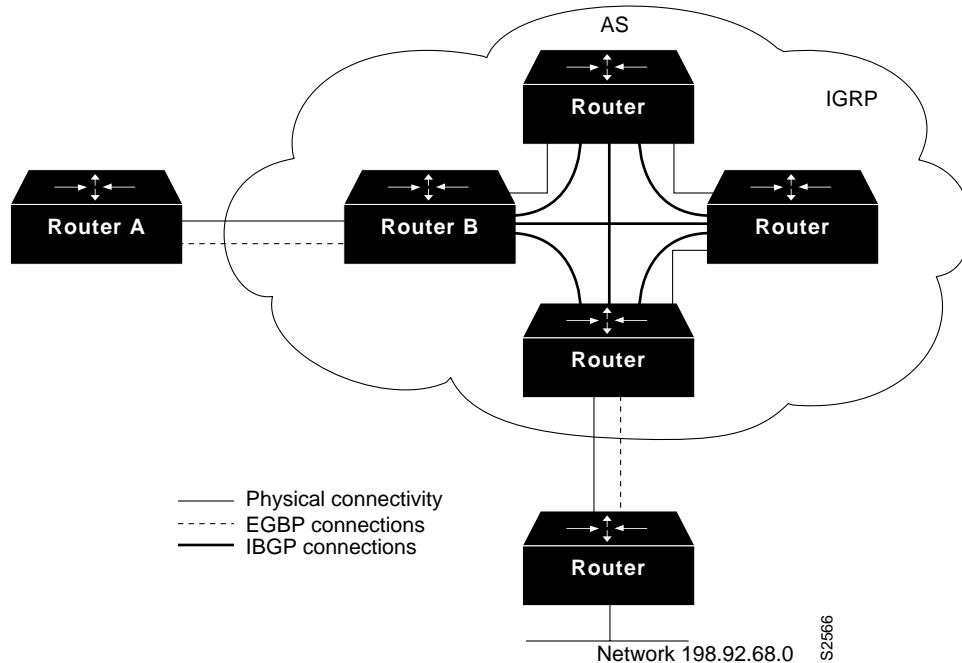 AS
Router
IGRP
Router A
Router B
Router
Router
Physical connectivity
EGBP connections
IBGP connections
Router
Network 198.92.68.0
S2566